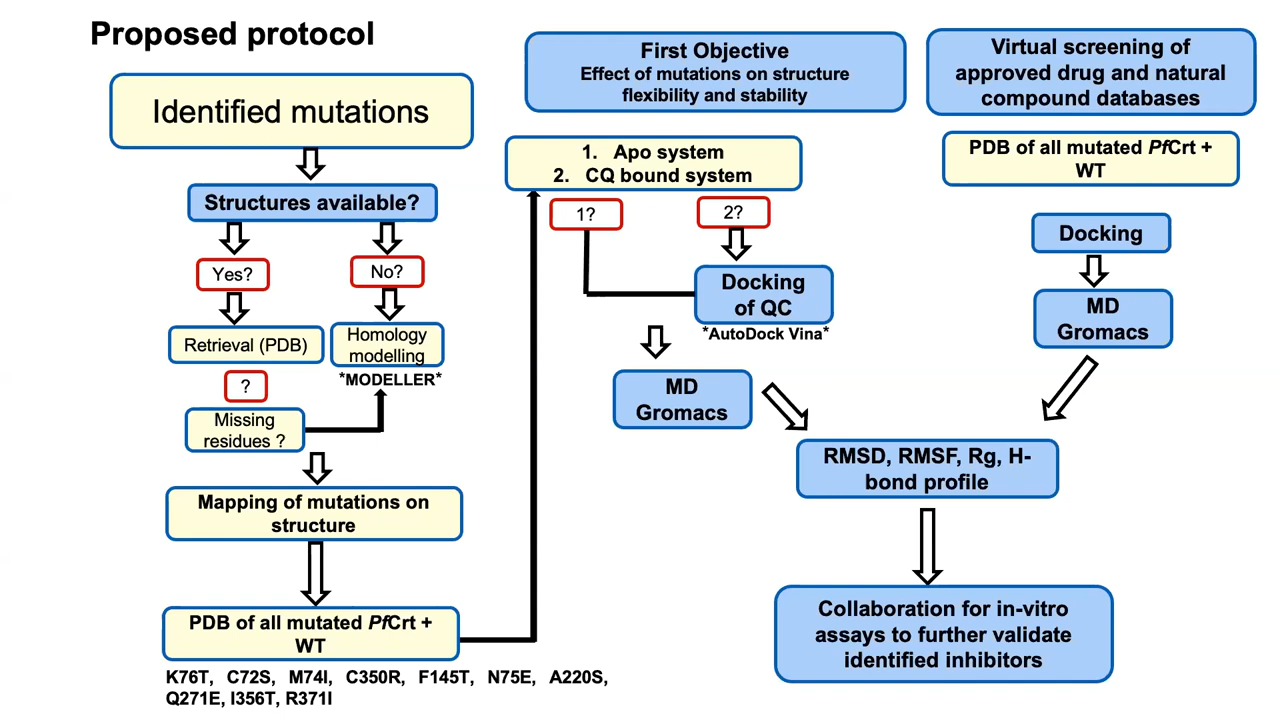 Proposed protocol
Identified mutations
Structures available?
Yes?
No?
Retrieval (PDB)
Homology
modelling
*MODELLER*
?
Missing
residues ?
Mapping of mutations on
structure
PDB of all mutated PfCrt +
WT
K76T, C72S, M74I, C350R, F145T, N75E, A220S,
Q271E, I356T, R371I
First Objective
Effect of mutations on structure
flexibility and stability
1. Apo system
2. CQ bound system
1?
2?
Docking
of QC
*AutoDock Vina*
MD
Gromacs
Virtual screening of
approved drug and natural
compound databases
PDB of all mutated PfCrt +
WT
Docking
MD
Gromacs
RMSD, RMSF, Rg, H-
bond profile
Collaboration for in-vitro
assays to further validate
identified inhibitors